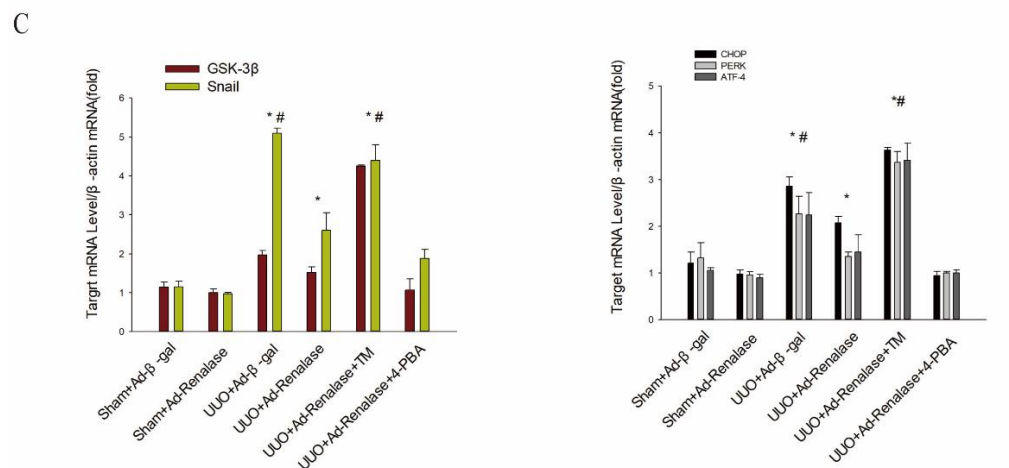 C
GSK-3β
Snail
Targrt mRNA Level/β -actin mRNA(fold)
6
5
4
3
2
1
0
* #
*
* #
Sham+Ad-β -gal
Sham+Ad-Renalase
UUO+Ad-β -gal
UUO+Ad-Renalase
UUO+Ad-Renalase+TM
UUO+Ad-Renalase+4-PBA
CHOP
PERK
ATF-4
Target mRNA Level/β -actin mRNA(fold)
5
4
3
2
1
0
* #
*
*#
Sham+Ad-β -gal
Sham+Ad-Renalase
UUO+Ad-β -gal
UUO+Ad-Renalase
UUO+Ad-Renalase+TM
UUO+Ad-Renalase+4-PBA